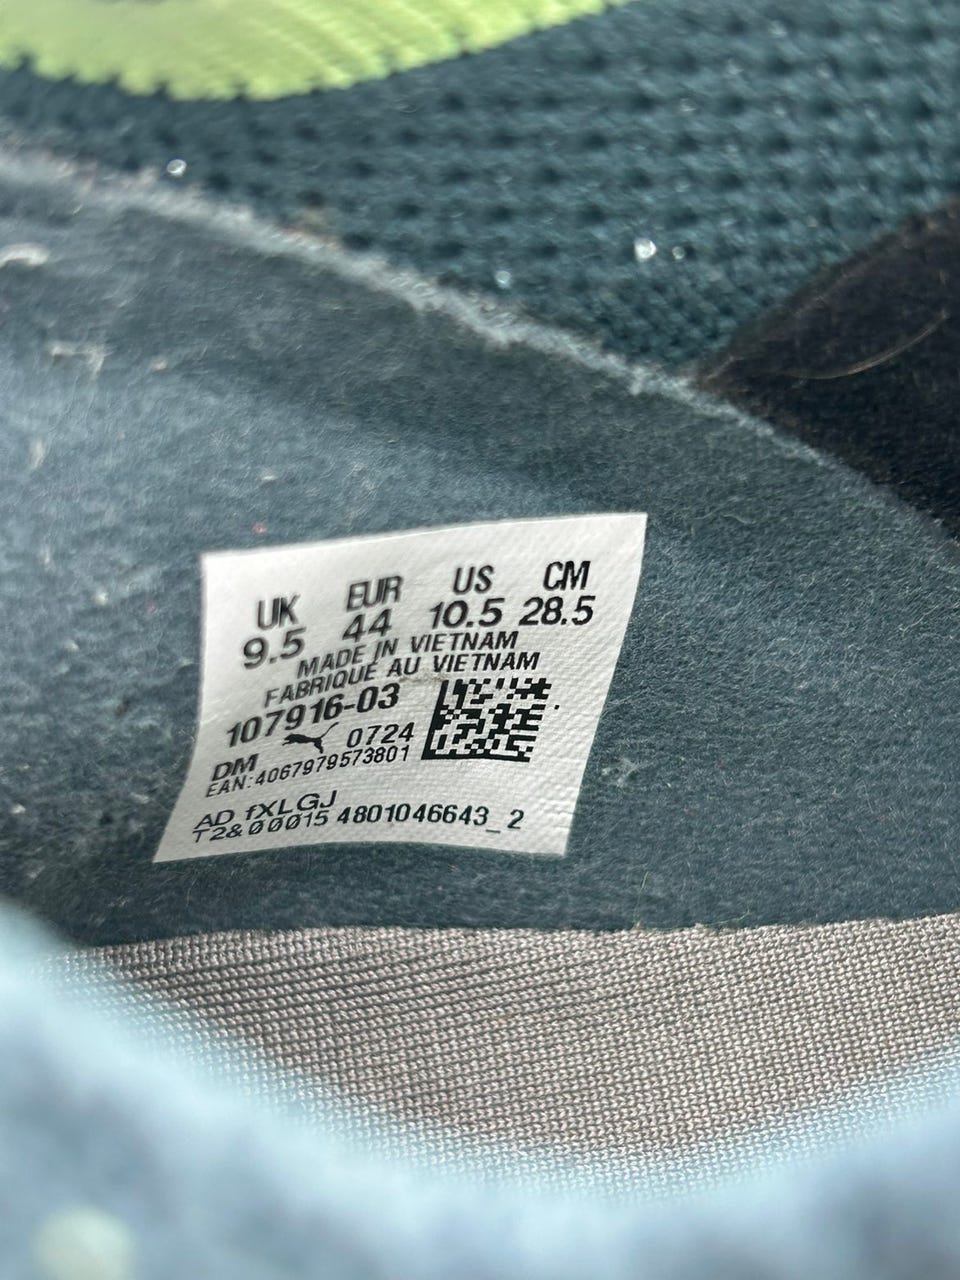 UK EUR US CM
9.5 44 10.5 28.5
MADE IN VIETNAM
FABRIQUE AU VIETNAM
107916-03
DM 0724
EAN:4067979573801
AD fXLGJ
T2&00015 4801046643_2